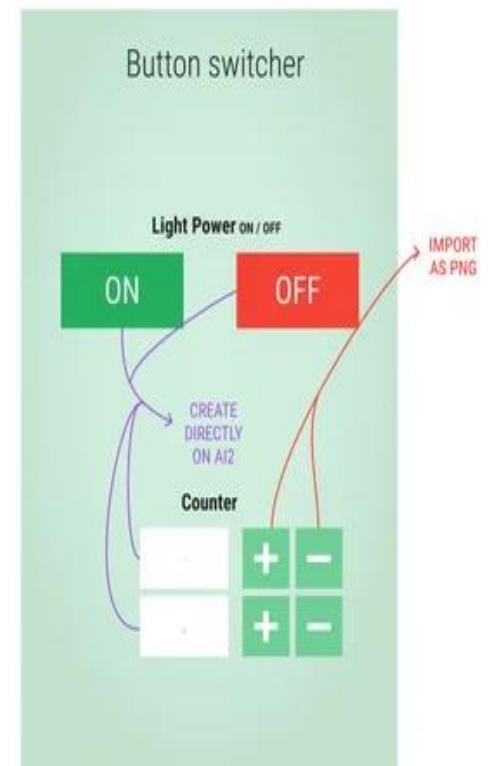 Button switcher
Light Power ON / OFF
ON
OFF
IMPORT
AS PNG
CREATE
DIRECTLY
ON AI2
Counter
+ −
+ −